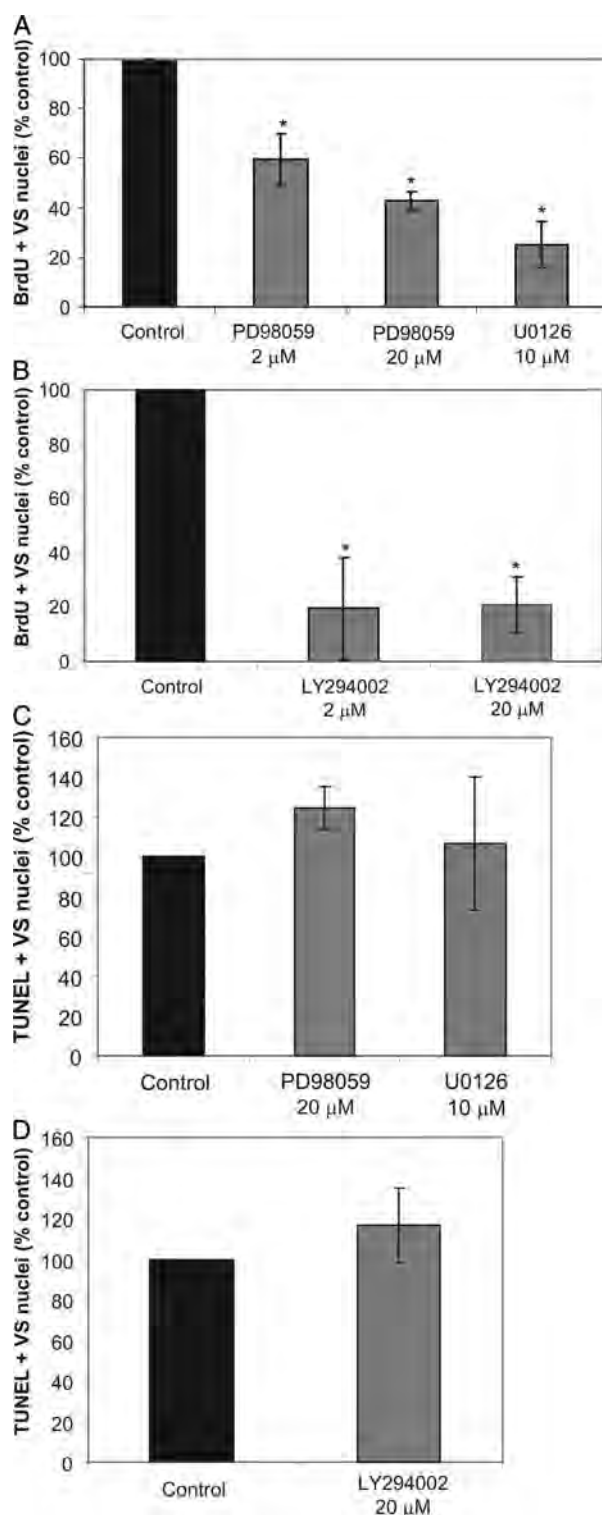 A
BrdU + VS nuclei (% control)
100
80
60
40
20
0
*
*
*
Control
PD98059
2 µM
PD98059
20 µM
U0126
10 µM
B
BrdU + VS nuclei (% control)
100
80
60
40
20
0
*
*
Control
LY294002
2 µM
LY294002
20 µM
C
TUNEL + VS nuclei (% control)
160
140
120
100
80
60
40
20
0
Control
PD98059
20 µM
U0126
10 µM
D
TUNEL + VS nuclei (% control)
160
140
120
100
80
60
40
20
0
Control
LY294002
20 µM